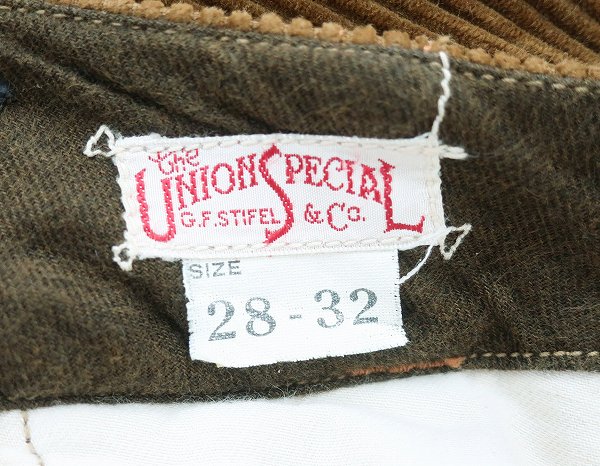 The
UNION SPECIAL
G.F. STIFEL & CO.
SIZE
28-32